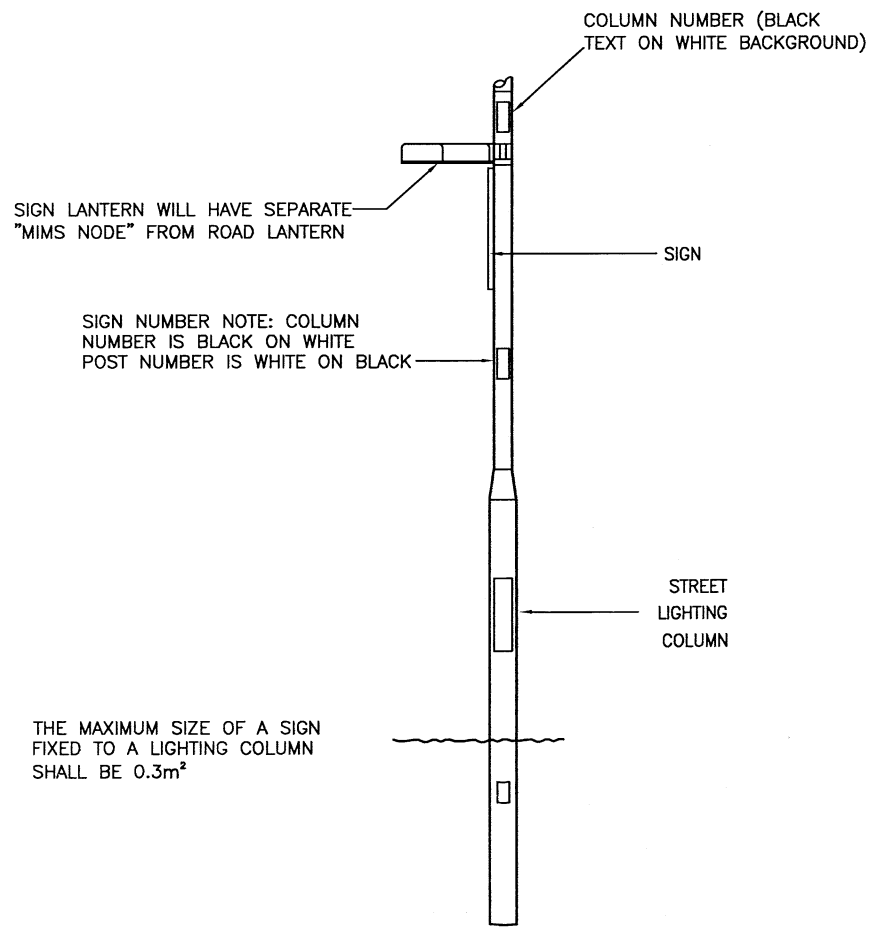 COLUMN NUMBER (BLACK
TEXT ON WHITE BACKGROUND)
SIGN LANTERN WILL HAVE SEPARATE
"MIMS NODE" FROM ROAD LANTERN
SIGN
SIGN NUMBER NOTE: COLUMN
NUMBER IS BLACK ON WHITE
POST NUMBER IS WHITE ON BLACK
STREET
LIGHTING
COLUMN
THE MAXIMUM SIZE OF A SIGN
FIXED TO A LIGHTING COLUMN
SHALL BE 0.3m²